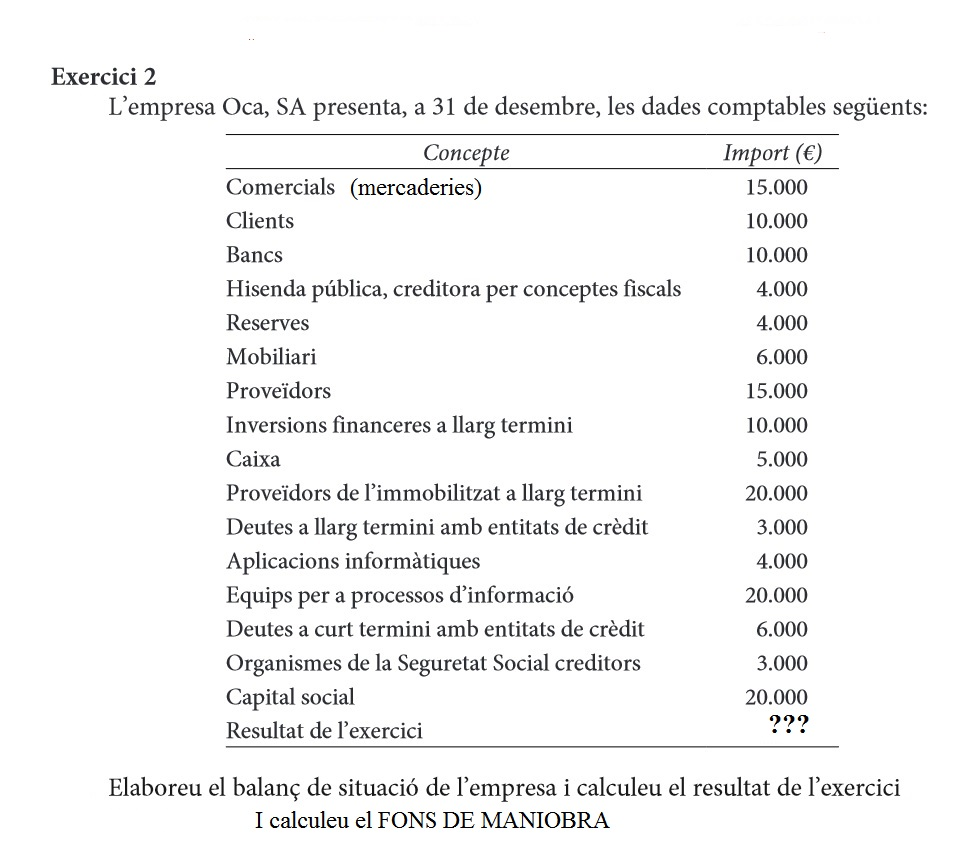 Exercici 2
L'empresa Oca, SA presenta, a 31 de desembre, les dades comptables següents:
Concepte Import (€)
Comercials (mercaderies) 15.000
Clients 10.000
Bancs 10.000
Hisenda pública, creditora per conceptes fiscals 4.000
Reserves 4.000
Mobiliari 6.000
Proveïdors 15.000
Inversions financeres a llarg termini 10.000
Caixa 5.000
Proveïdors de l'immobilitzat a llarg termini 20.000
Deutes a llarg termini amb entitats de crèdit 3.000
Aplicacions informàtiques 4.000
Equips per a processos d'informació 20.000
Deutes a curt termini amb entitats de crèdit 6.000
Organismes de la Seguretat Social creditors 3.000
Capital social 20.000
Resultat de l'exercici ???
Elaboreu el balanç de situació de l'empresa i calculeu el resultat de l'exercici
I calculeu el FONS DE MANIOBRA